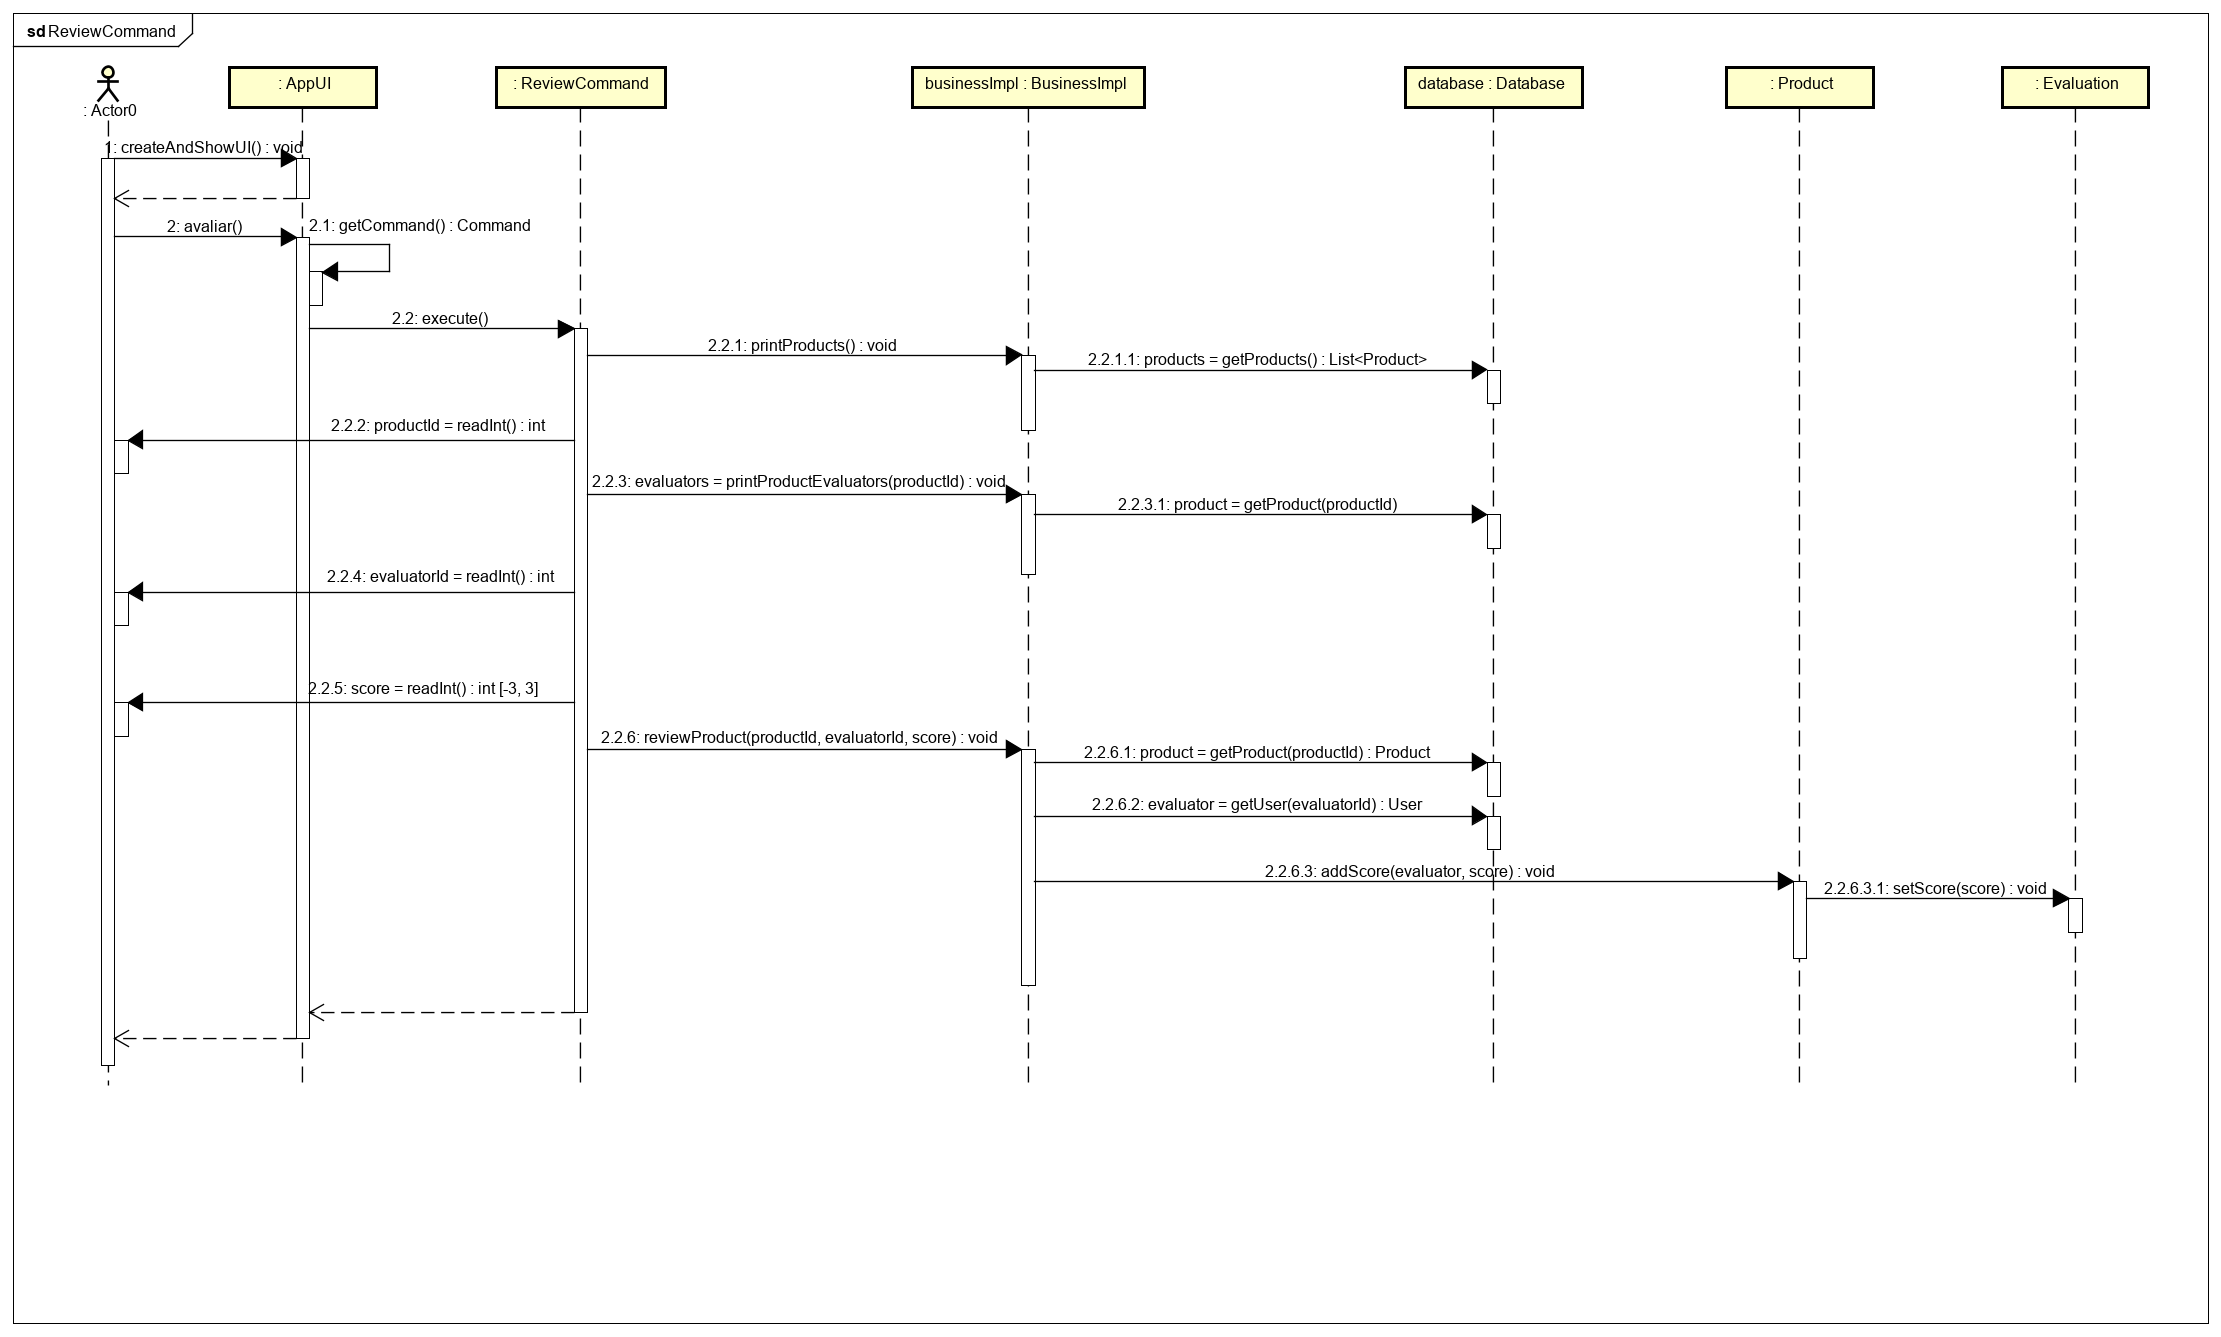 sd ReviewCommand
: Actor0
: AppUI
: ReviewCommand
businessImpl : BusinessImpl
database : Database
: Product
: Evaluation
1: createAndShowUI() : void
2: avaliar()
2.1: getCommand() : Command
2.2: execute()
2.2.1: printProducts() : void
2.2.1.1: products = getProducts() : List<Product>
2.2.2: productId = readInt() : int
2.2.3: evaluators = printProductEvaluators(productId) : void
2.2.3.1: product = getProduct(productId)
2.2.4: evaluatorId = readInt() : int
2.2.5: score = readInt() : int [-3, 3]
2.2.6: reviewProduct(productId, evaluatorId, score) : void
2.2.6.1: product = getProduct(productId) : Product
2.2.6.2: evaluator = getUser(evaluatorId) : User
2.2.6.3: addScore(evaluator, score) : void
2.2.6.3.1: setScore(score) : void